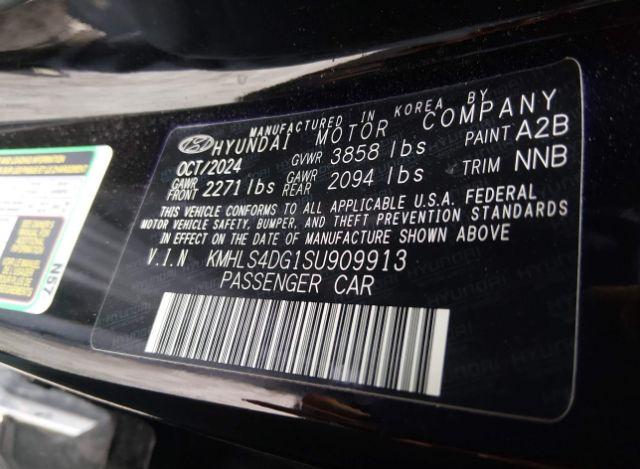 MANUFACTURED IN KOREA BY
HYUNDAI MOTOR COMPANY
OCT/2024 GVWR 3858 lbs PAINT A2B
GAWR FRONT 2271 lbs GAWR REAR 2094 lbs TRIM NNB
THIS VEHICLE CONFORMS TO ALL APPLICABLE U.S.A. FEDERAL
MOTOR VEHICLE SAFETY, BUMPER, AND THEFT PREVENTION STANDARDS
IN EFFECT ON THE DATE OF MANUFACTURE SHOWN ABOVE
V.I.N KMHLS4DG1SU909913
PASSENGER CAR
N57